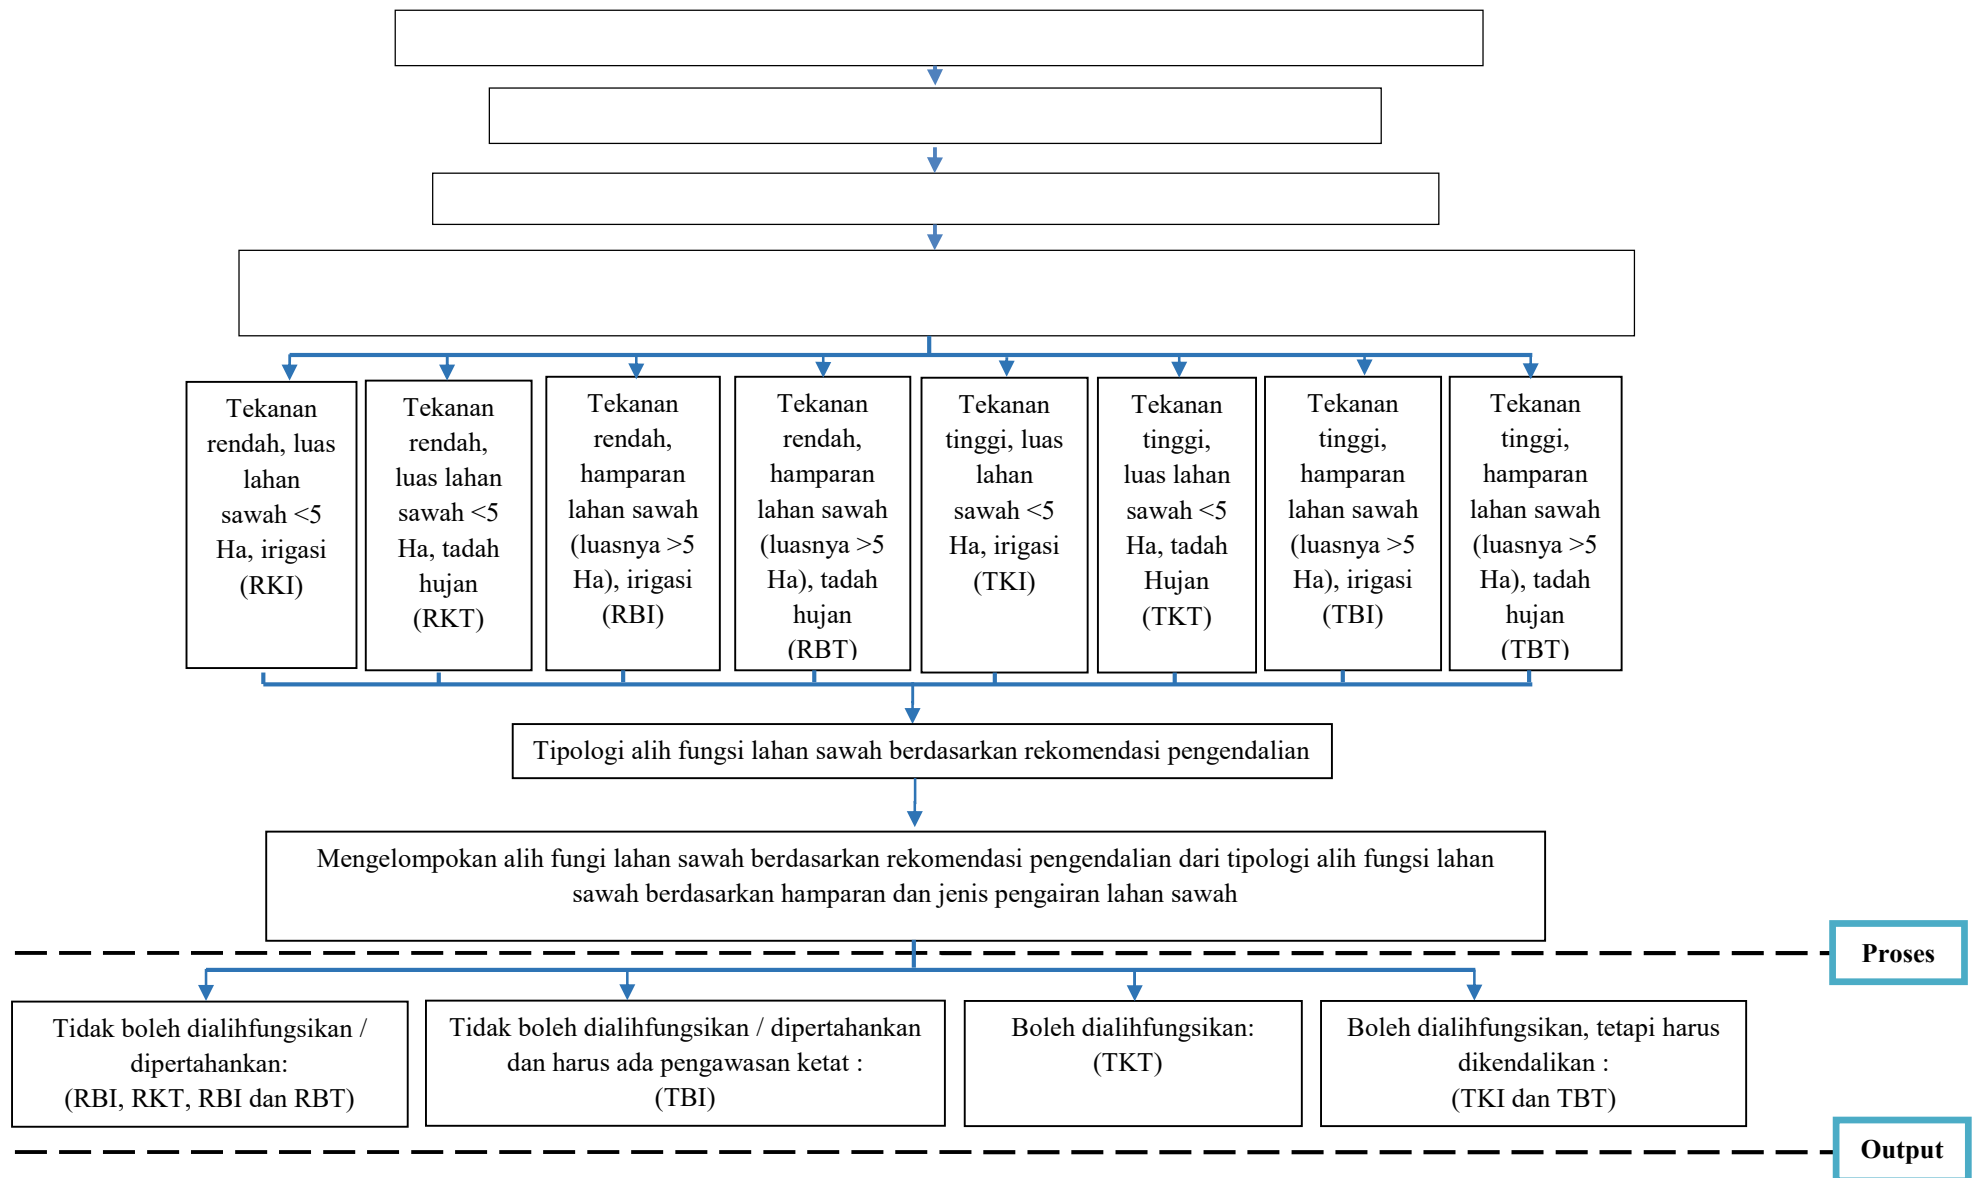 Tekanan
rendah, luas
lahan
sawah <5
Ha, irigasi
(RKI)
Tekanan
rendah,
luas lahan
sawah <5
Ha, tadah
hujan
(RKT)
Tekanan
rendah,
hamparan
lahan sawah
(luasnya >5
Ha), irigasi
(RBI)
Tekanan
rendah,
hamparan
lahan sawah
(luasnya >5
Ha), tadah
hujan
(RBT)
Tekanan
tinggi, luas
lahan
sawah <5
Ha, irigasi
(TKI)
Tekanan
tinggi,
luas lahan
sawah <5
Ha, tadah
Hujan
(TKT)
Tekanan
tinggi,
hamparan
lahan sawah
(luasnya >5
Ha), irigasi
(TBI)
Tekanan
tinggi,
hamparan
lahan sawah
(luasnya >5
Ha), tadah
hujan
(TBT)
Tipologi alih fungsi lahan sawah berdasarkan rekomendasi pengendalian
Mengelompokan alih fungi lahan sawah berdasarkan rekomendasi pengendalian dari tipologi alih fungsi lahan
sawah berdasarkan hamparan dan jenis pengairan lahan sawah
Proses
Tidak boleh dialihfungsikan /
dipertahankan:
(RBI, RKT, RBI dan RBT)
Tidak boleh dialihfungsikan / dipertahankan
dan harus ada pengawasan ketat :
(TBI)
Boleh dialihfungsikan:
(TKT)
Boleh dialihfungsikan, tetapi harus
dikendalikan :
(TKI dan TBT)
Output